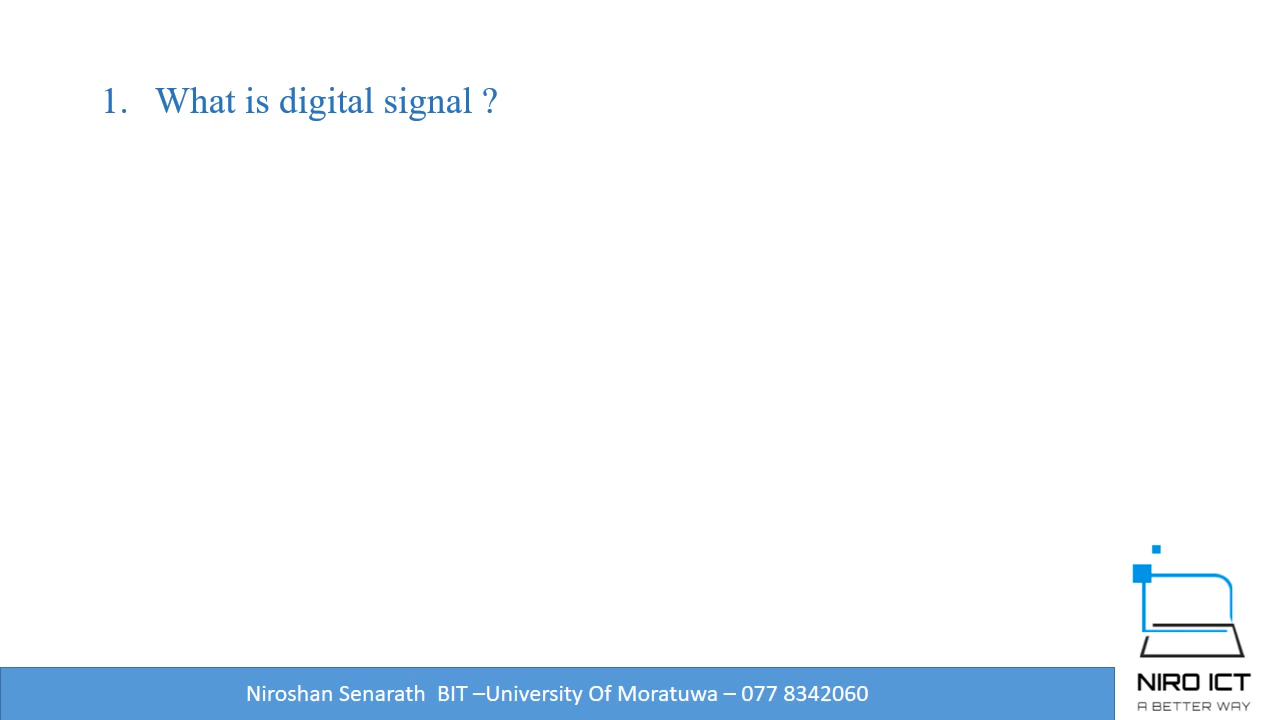 1. What is digital signal ?
Niroshan Senarath  BIT –University Of Moratuwa – 077 8342060
NIRO ICT
A BETTER WAY